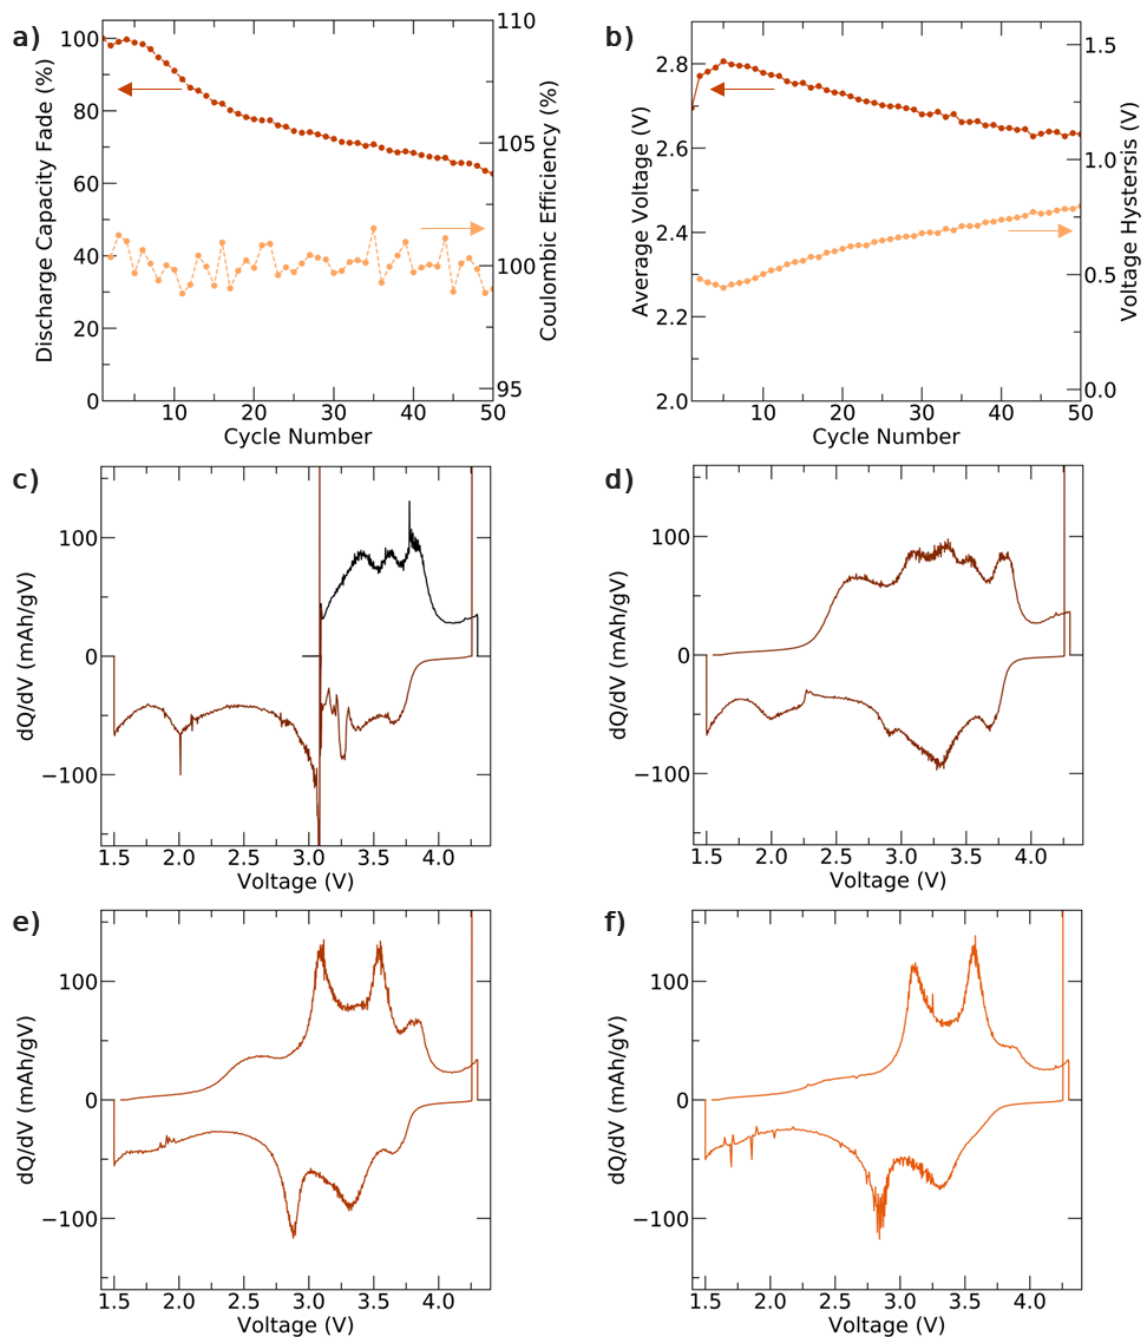 a)
110
100
80
60
40
20
0
105
100
95
10 20 30 40 50
Discharge Capacity Fade (%)
Coulombic Efficiency (%)
Cycle Number
b)
2.8
2.6
2.4
2.2
2.0
1.5
1.0
0.5
0.0
10 20 30 40 50
Average Voltage (V)
Voltage Hystersis (V)
Cycle Number
c)
100
0
−100
1.5 2.0 2.5 3.0 3.5 4.0
dQ/dV (mAh/gV)
Voltage (V)
d)
100
0
−100
1.5 2.0 2.5 3.0 3.5 4.0
dQ/dV (mAh/gV)
Voltage (V)
e)
100
0
−100
1.5 2.0 2.5 3.0 3.5 4.0
dQ/dV (mAh/gV)
Voltage (V)
f)
100
0
−100
1.5 2.0 2.5 3.0 3.5 4.0
dQ/dV (mAh/gV)
Voltage (V)